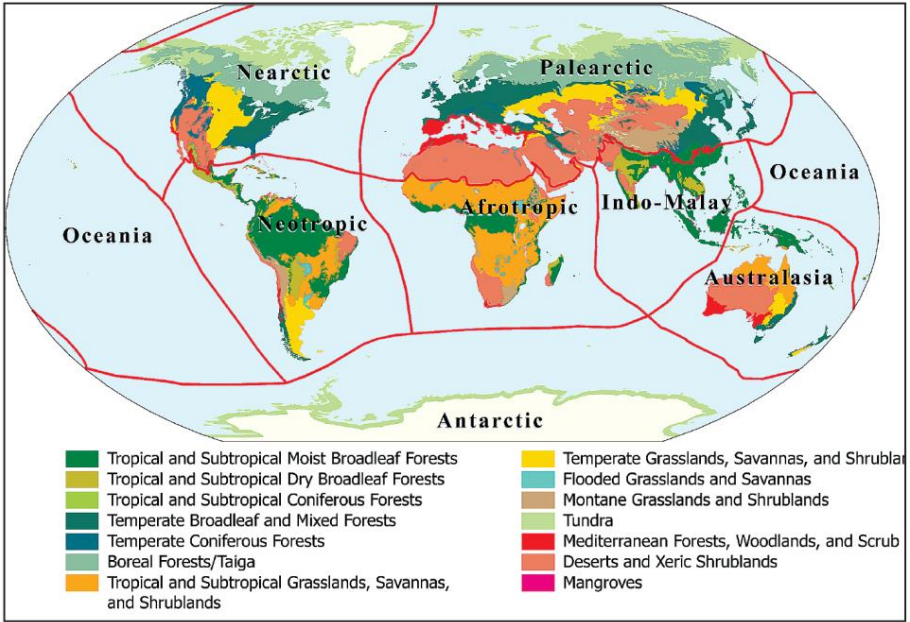 Nearctic
Palearctic
Oceania
Neotropic
Afrotropic
Indo-Malay
Oceania
Australasia
Antarctic
Tropical and Subtropical Moist Broadleaf Forests
Tropical and Subtropical Dry Broadleaf Forests
Tropical and Subtropical Coniferous Forests
Temperate Broadleaf and Mixed Forests
Temperate Coniferous Forests
Boreal Forests/Taiga
Tropical and Subtropical Grasslands, Savannas,
and Shrublands
Temperate Grasslands, Savannas, and Shrublan
Flooded Grasslands and Savannas
Montane Grasslands and Shrublands
Tundra
Mediterranean Forests, Woodlands, and Scrub
Deserts and Xeric Shrublands
Mangroves